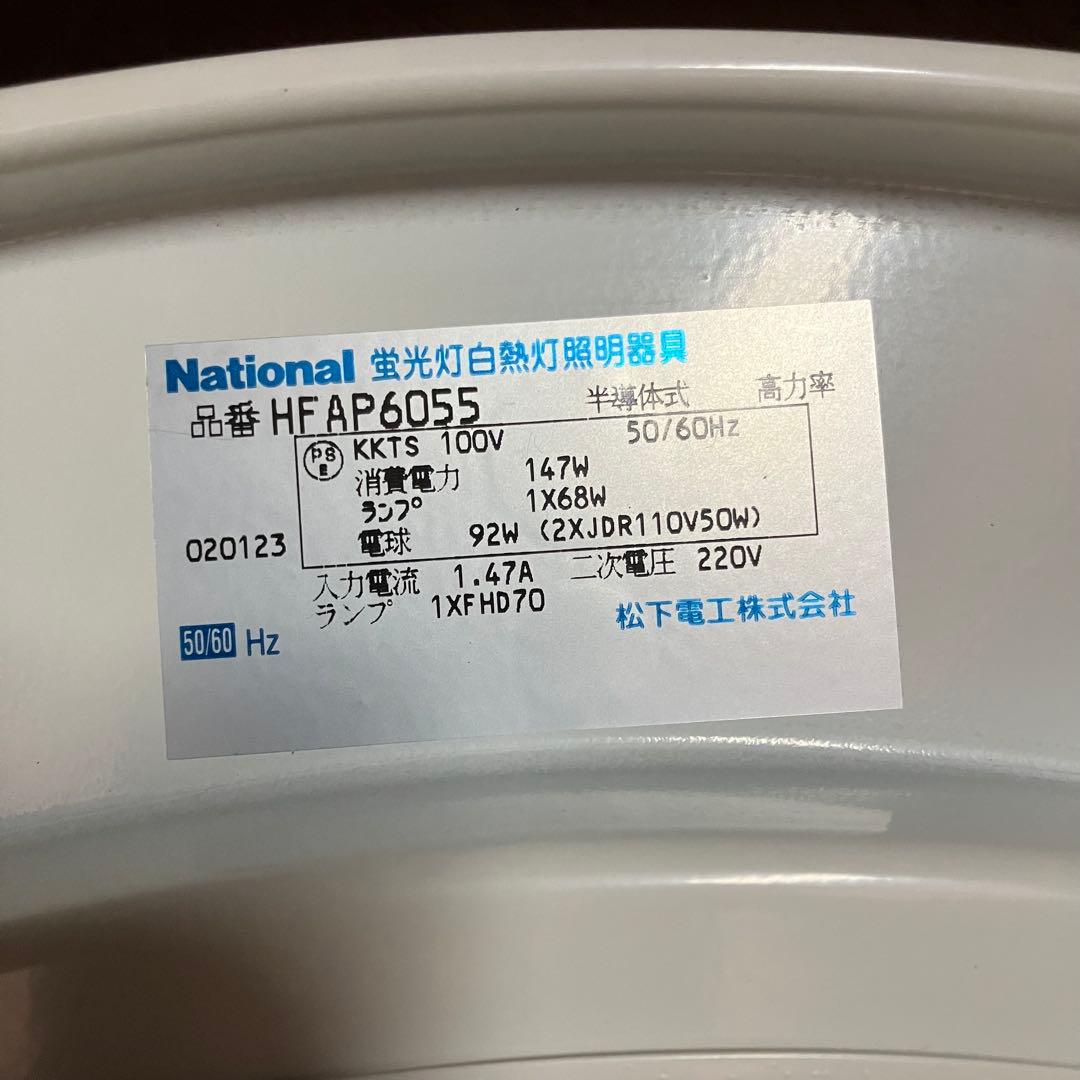 National 蛍光灯白熱灯照明器具
品番 HFAP6055 半導体式 高力率
PSE KKTS 100V 50/60Hz
消費電力 147W
ランプ 1X68W
020123 電球 92W (2XJDR110V50W)
入力電流 1.47A 二次電圧 220V
ランプ 1XFHD70
50/60 Hz 松下電工株式会社